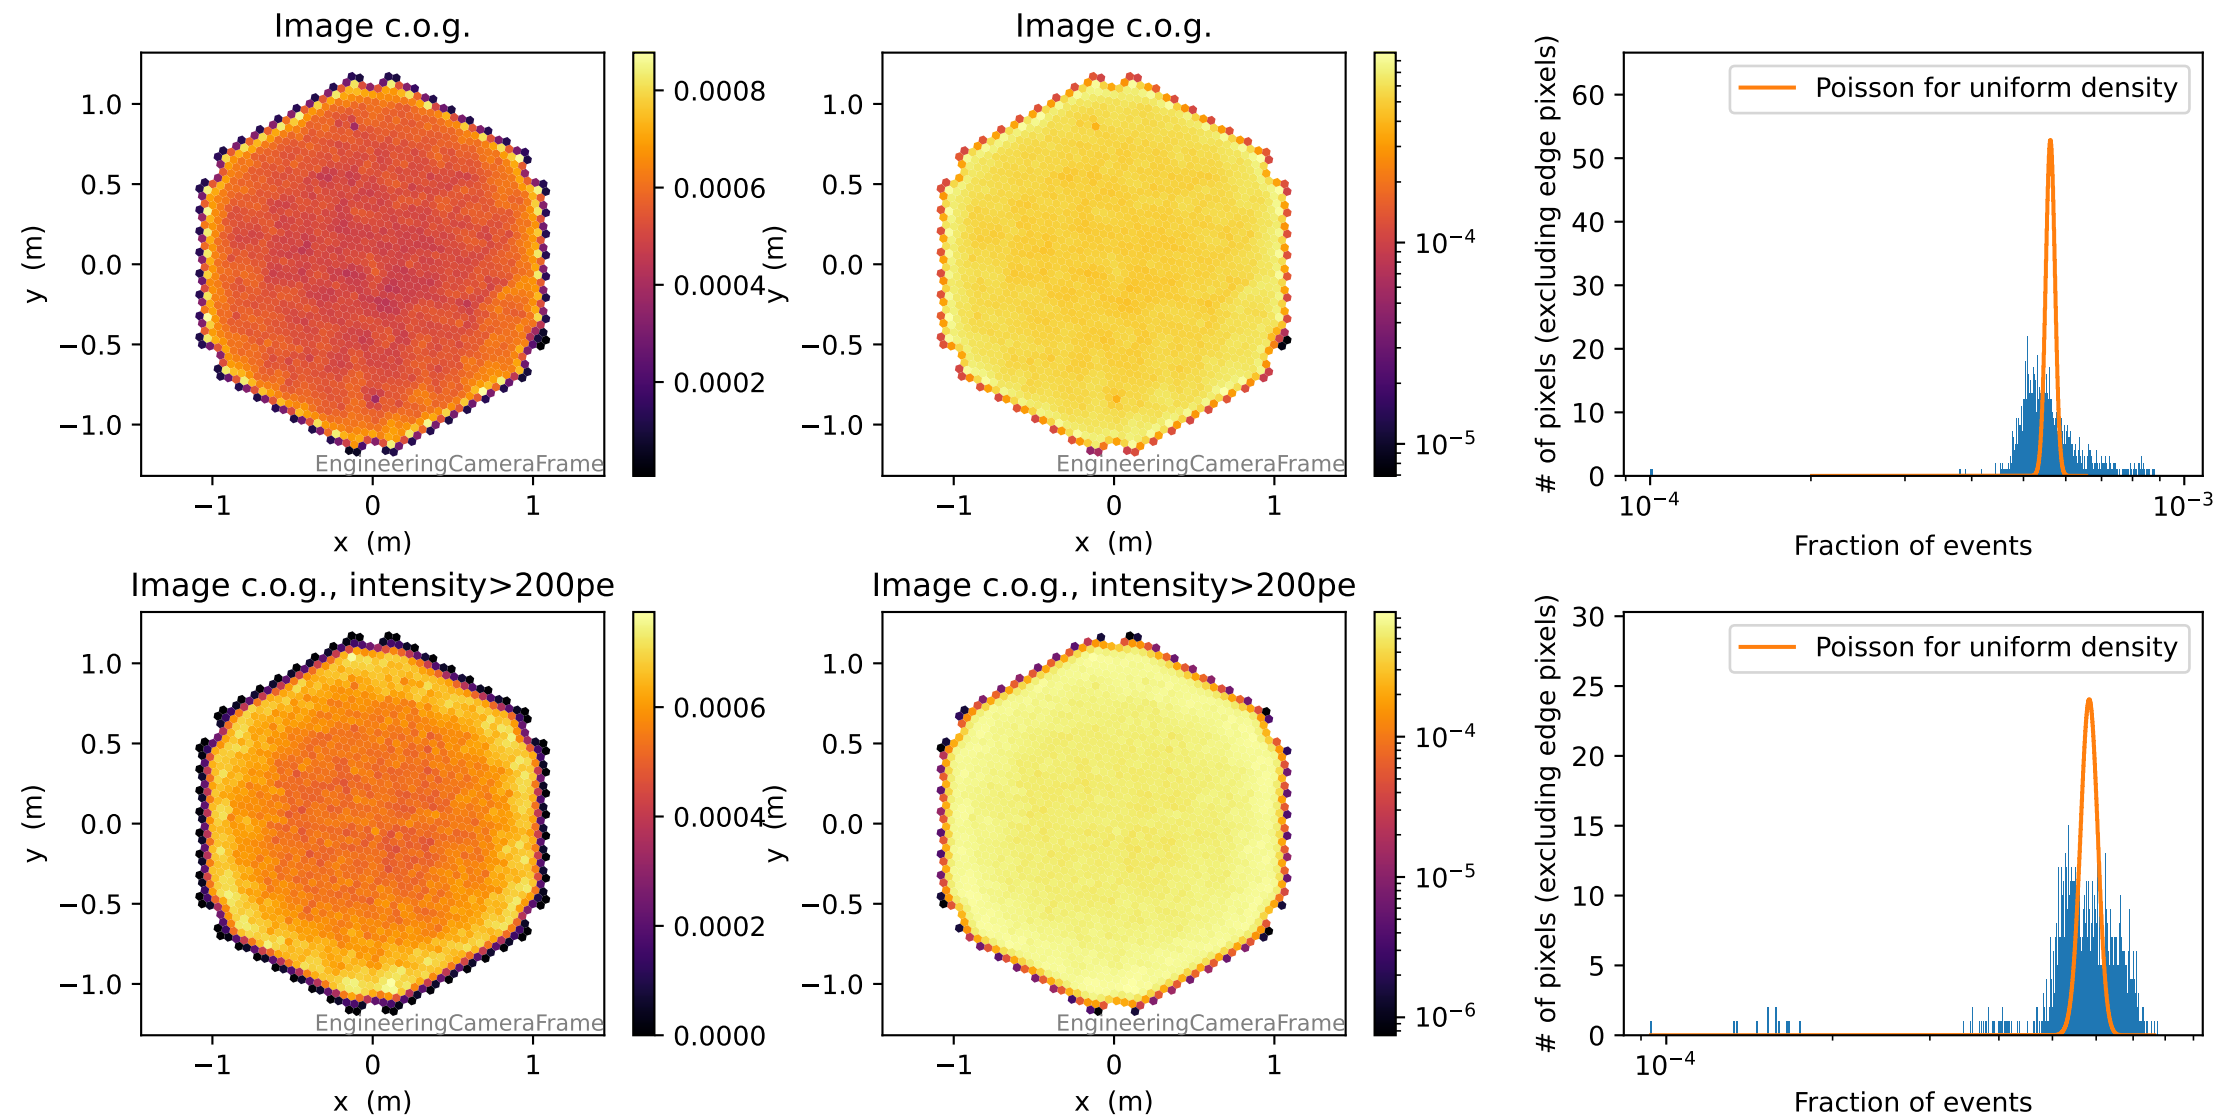 Image c.o.g.
1.0
0.5
0.0
−0.5
−1.0
y (m)
−1
0
1
x (m)
EngineeringCameraFrame
0.0008
0.0006
0.0004
0.0002
Image c.o.g.
1.0
0.5
0.0
−0.5
−1.0
y (m)
−1
0
1
x (m)
EngineeringCameraFrame
10⁻⁴
10⁻⁵
# of pixels (excluding edge pixels)
60
50
40
30
20
10
0
Poisson for uniform density
10⁻⁴
10⁻³
Fraction of events
Image c.o.g., intensity>200pe
1.0
0.5
0.0
−0.5
−1.0
y (m)
−1
0
1
x (m)
EngineeringCameraFrame
0.0006
0.0004
0.0002
0.0000
Image c.o.g., intensity>200pe
1.0
0.5
0.0
−0.5
−1.0
y (m)
−1
0
1
x (m)
EngineeringCameraFrame
10⁻⁴
10⁻⁵
10⁻⁶
# of pixels (excluding edge pixels)
30
25
20
15
10
5
0
Poisson for uniform density
10⁻⁴
Fraction of events